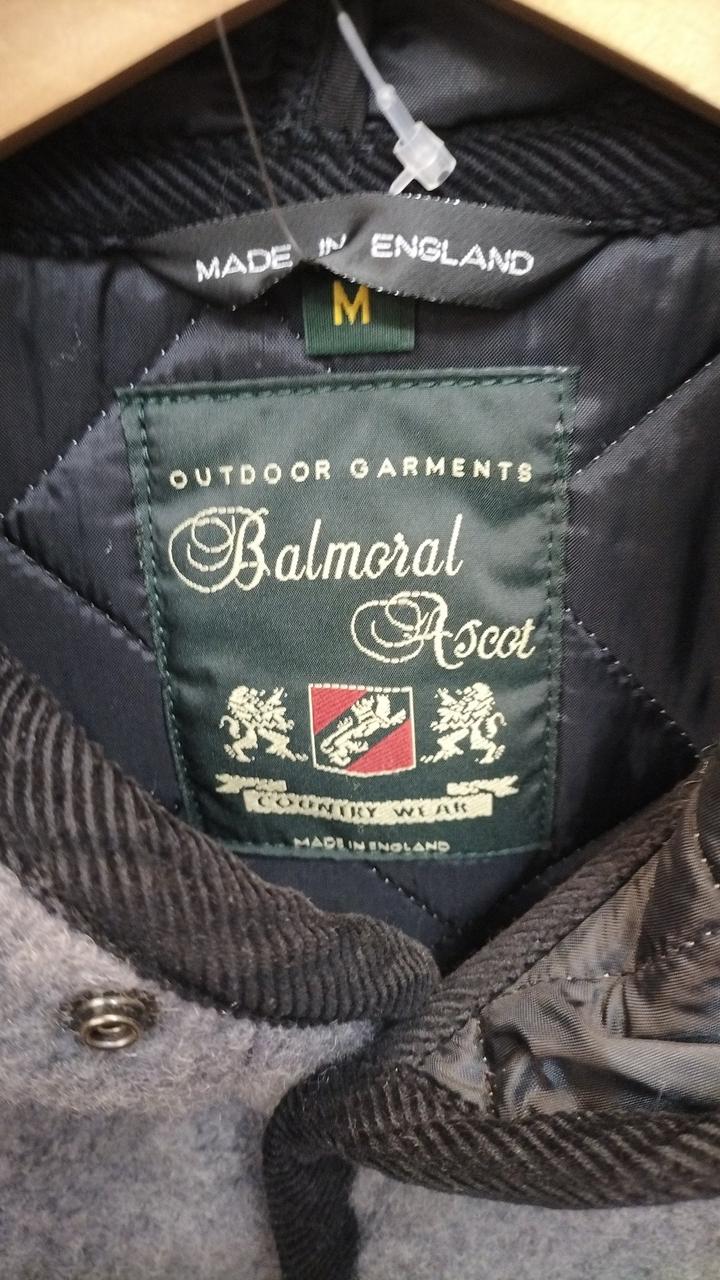 MADE IN ENGLAND
M
OUTDOOR GARMENTS
Balmoral
Ascot
COUNTRY WEAR
MADE IN ENGLAND